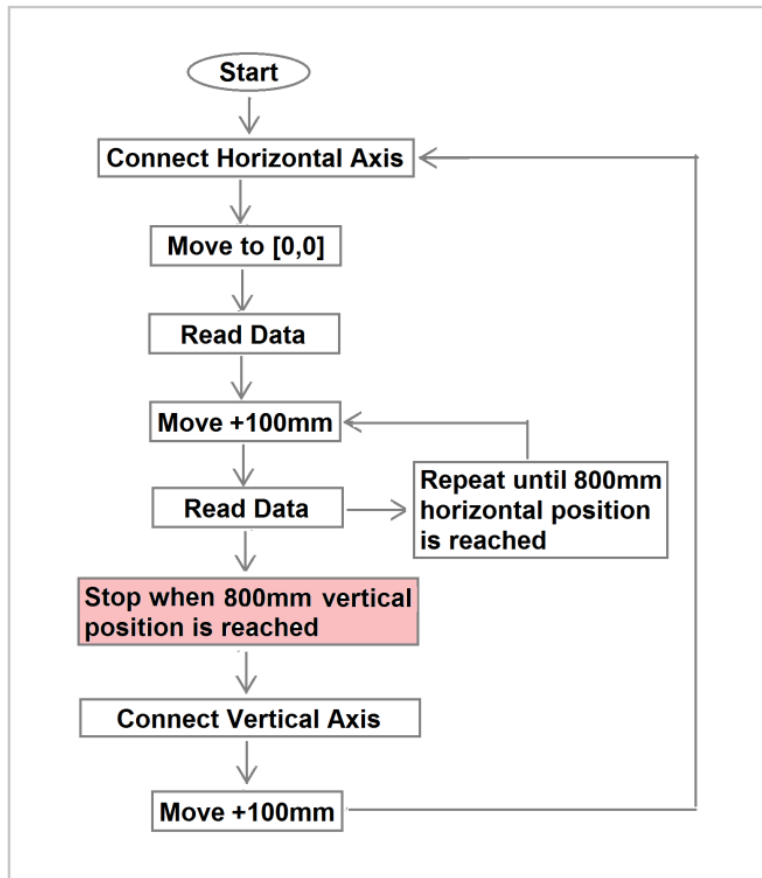 Start
Connect Horizontal Axis
Move to [0,0]
Read Data
Move +100mm
Read Data
Repeat until 800mm
horizontal position
is reached
Stop when 800mm vertical
position is reached
Connect Vertical Axis
Move +100mm